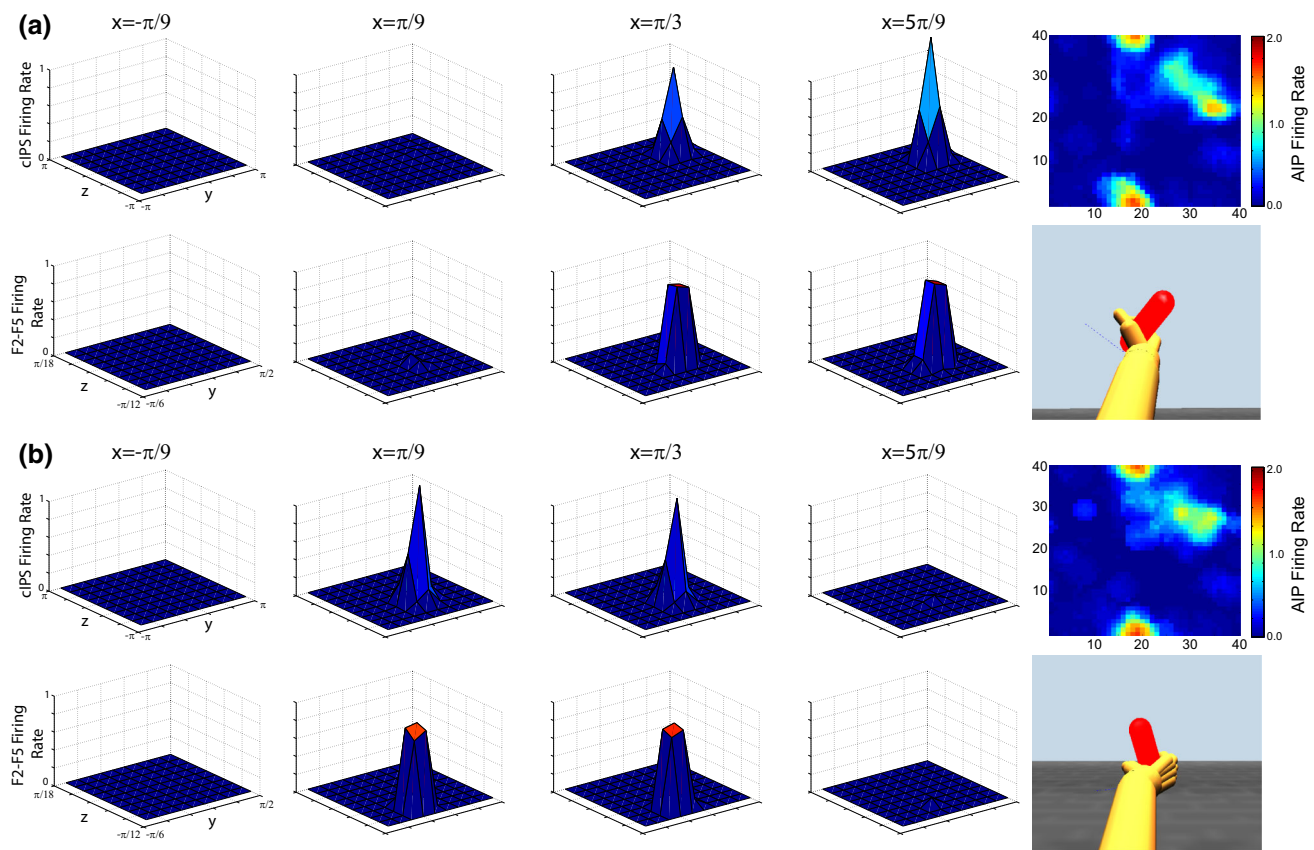 (a)
x=-π/9 x=π/9 x=π/3 x=5π/9
cIPS Firing Rate
1
0
π
z
-π
-π
y
π
40
30
20
10
10 20 30 40
2.0
1.0
0.0
AIP Firing Rate
F2-F5 Firing
Rate
1
0
π/18
z
-π/12
-π/6
y
π/2
(b)
x=-π/9 x=π/9 x=π/3 x=5π/9
cIPS Firing Rate
1
0
π
z
-π
-π
y
π
40
30
20
10
10 20 30 40
2.0
1.0
0.0
AIP Firing Rate
F2-F5 Firing
Rate
1
0
π/18
z
-π/12
-π/6
y
π/2